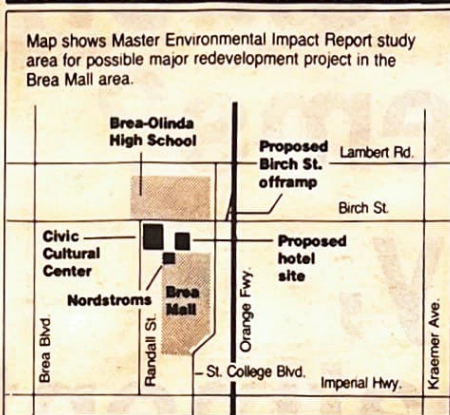 Map shows Master Environmental Impact Report study
area for possible major redevelopment project in the
Brea Mall area.
Brea-Olinda
High School
Proposed
Birch St.
offramp
Lambert Rd.
Birch St.
Civic
Cultural
Center
Proposed
hotel
site
Nordstroms
Brea
Mall
Brea Blvd.
Randall St.
Orange Fwy.
Kraemer Ave.
St. College Blvd.
Imperial Hwy.